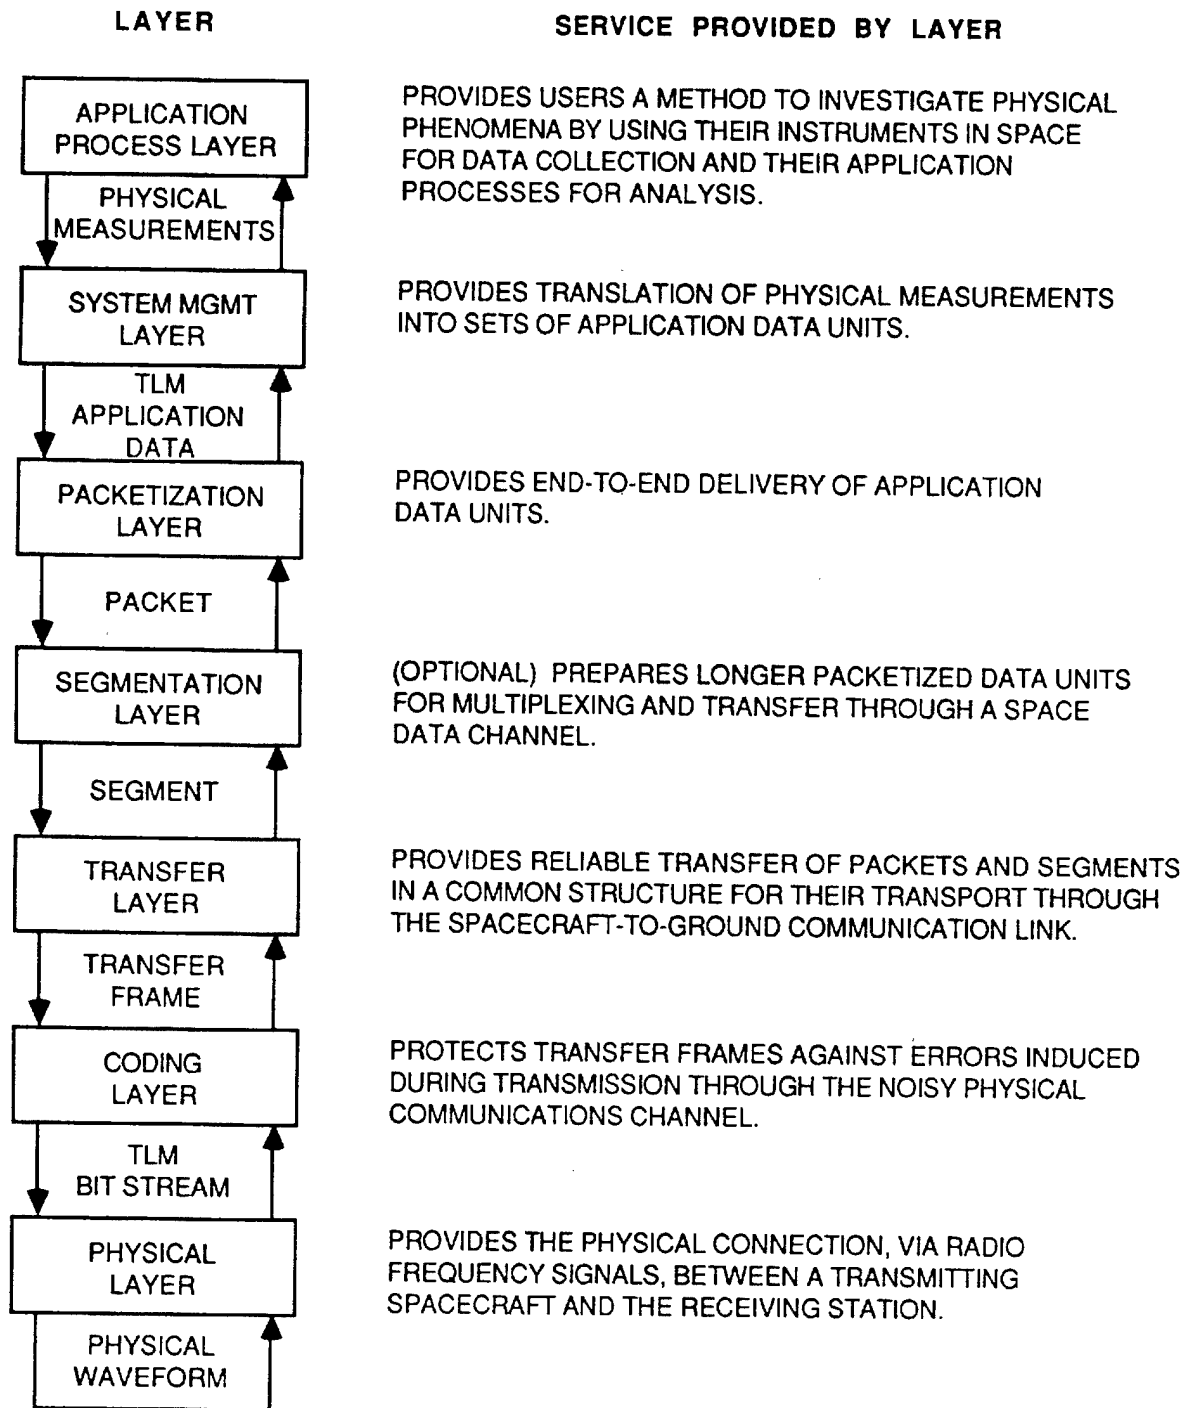 LAYER
SERVICE PROVIDED BY LAYER
APPLICATION
PROCESS LAYER
PROVIDES USERS A METHOD TO INVESTIGATE PHYSICAL
PHENOMENA BY USING THEIR INSTRUMENTS IN SPACE
FOR DATA COLLECTION AND THEIR APPLICATION
PROCESSES FOR ANALYSIS.
PHYSICAL
MEASUREMENTS
SYSTEM MGMT
LAYER
PROVIDES TRANSLATION OF PHYSICAL MEASUREMENTS
INTO SETS OF APPLICATION DATA UNITS.
TLM
APPLICATION
DATA
PACKETIZATION
LAYER
PROVIDES END-TO-END DELIVERY OF APPLICATION
DATA UNITS.
PACKET
SEGMENTATION
LAYER
(OPTIONAL) PREPARES LONGER PACKETIZED DATA UNITS
FOR MULTIPLEXING AND TRANSFER THROUGH A SPACE
DATA CHANNEL.
SEGMENT
TRANSFER
LAYER
PROVIDES RELIABLE TRANSFER OF PACKETS AND SEGMENTS
IN A COMMON STRUCTURE FOR THEIR TRANSPORT THROUGH
THE SPACECRAFT-TO-GROUND COMMUNICATION LINK.
TRANSFER
FRAME
CODING
LAYER
PROTECTS TRANSFER FRAMES AGAINST ERRORS INDUCED
DURING TRANSMISSION THROUGH THE NOISY PHYSICAL
COMMUNICATIONS CHANNEL.
TLM
BIT STREAM
PHYSICAL
LAYER
PROVIDES THE PHYSICAL CONNECTION, VIA RADIO
FREQUENCY SIGNALS, BETWEEN A TRANSMITTING
SPACECRAFT AND THE RECEIVING STATION.
PHYSICAL
WAVEFORM